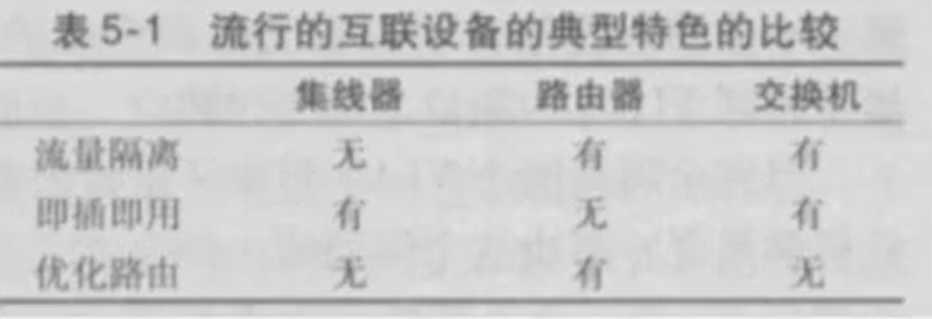 表 5-1 流行的互联设备的典型特色的比较
集线器 路由器 交换机
流量隔离 无 有 有
即插即用 有 无 有
优化路由 无 有 无